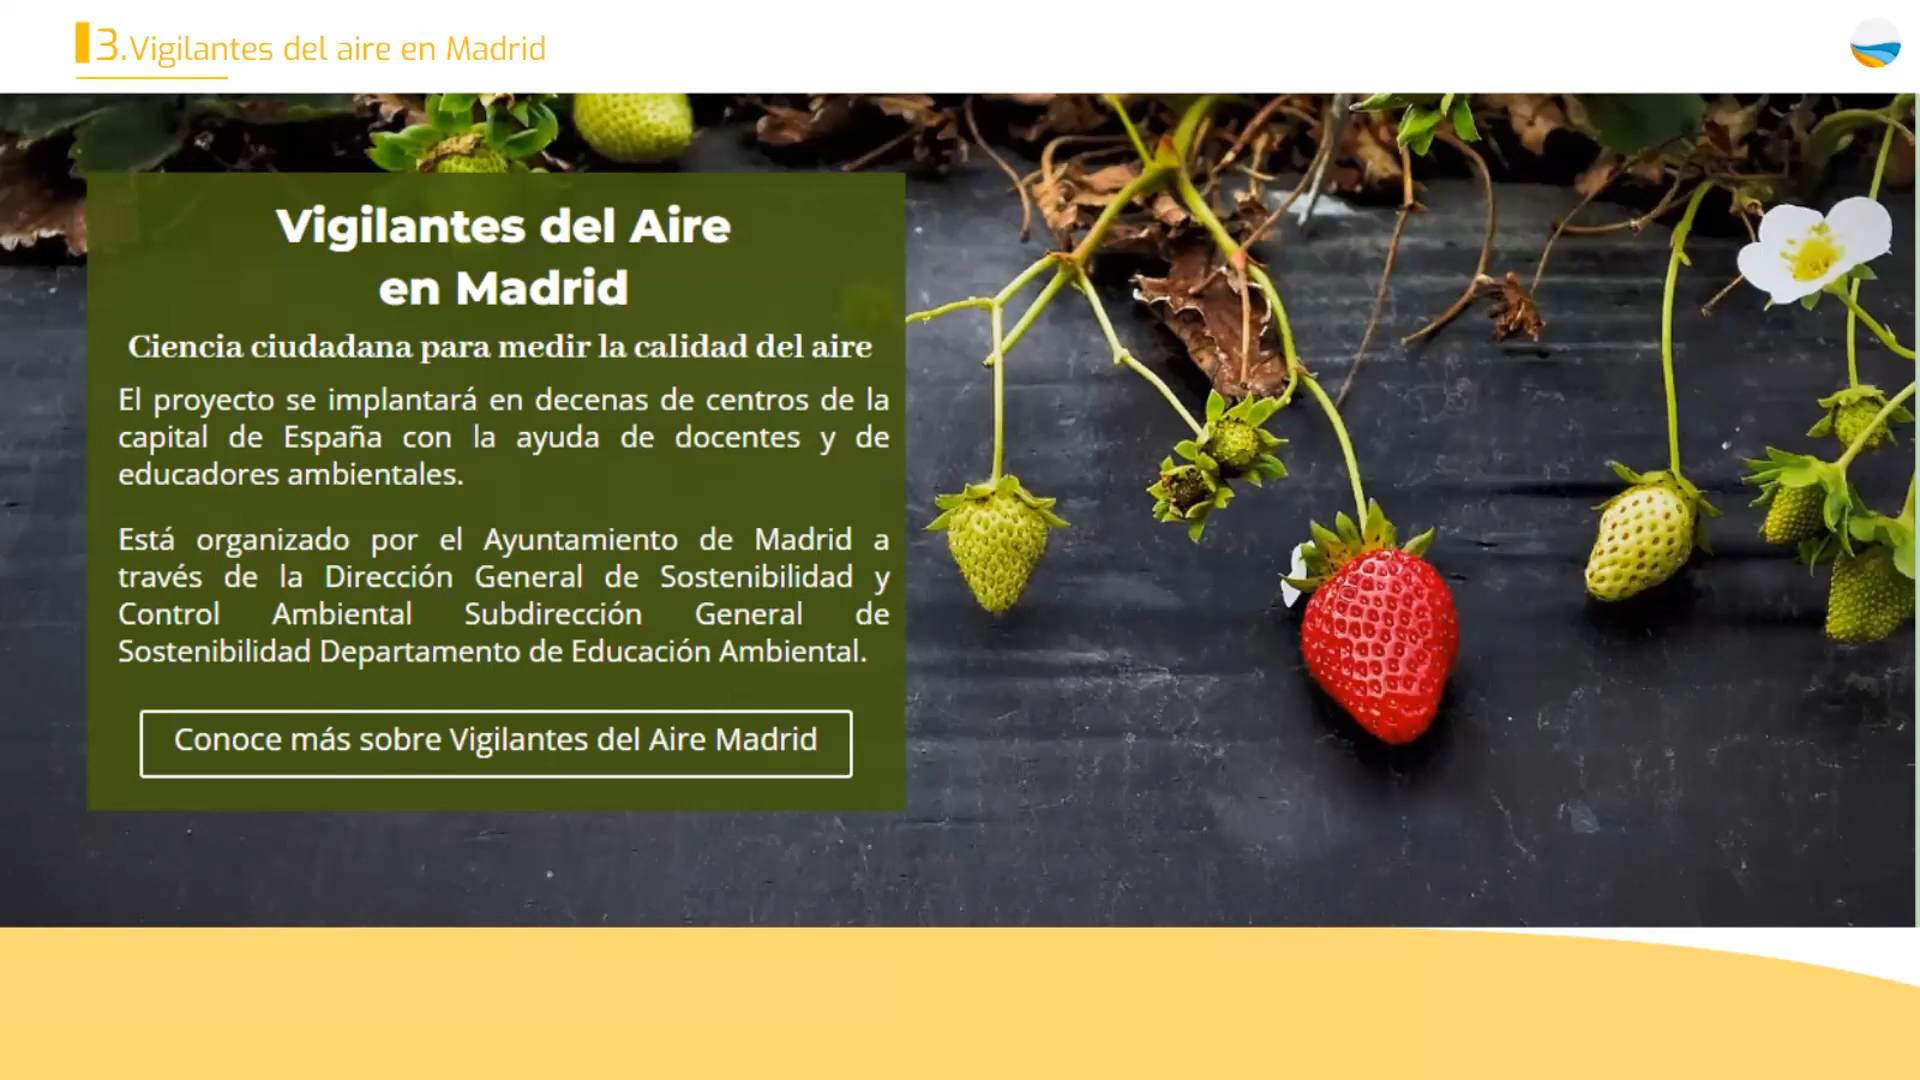 3.Vigilantes del aire en Madrid
Vigilantes del Aire
en Madrid
Ciencia ciudadana para medir la calidad del aire
El proyecto se implantará en decenas de centros de la
capital de España con la ayuda de docentes y de
educadores ambientales.
Está organizado por el Ayuntamiento de Madrid a
través de la Dirección General de Sostenibilidad y
Control Ambiental Subdirección General de
Sostenibilidad Departamento de Educación Ambiental.
Conoce más sobre Vigilantes del Aire Madrid